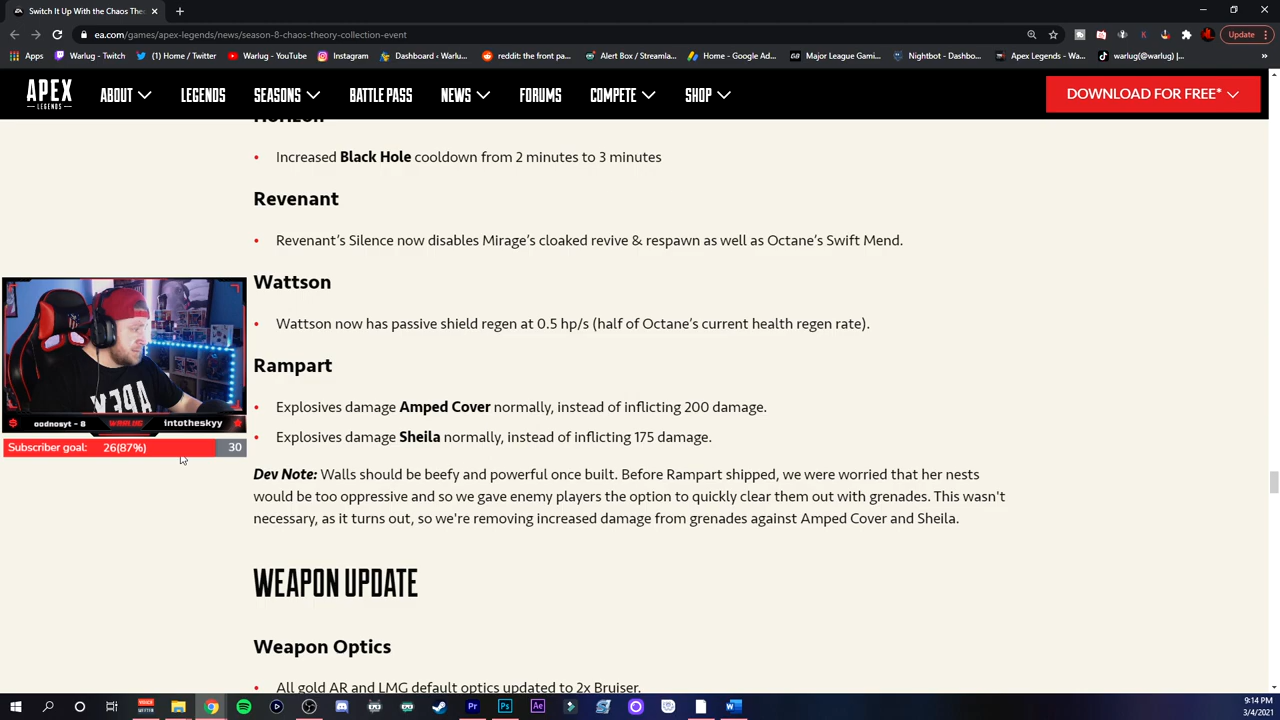 Switch It Up With This
ea.com/games/apex-legends/news/season-8-chaos-theory-collection-event
Update
Apps
Warlug - Twitch
(1) Home / Twitter
Warlug - YouTube
Instagram
Dashboard - Warlu...
reddit: the front pa...
Alert Box / Streamla...
Home - Google Ad...
Major League Gami...
Nightbot - Dashbo...
Apex Legends - Wa...
warlug(@warlug) |...
APEX
LEGENDS
ABOUT
LEGENDS
SEASONS
BATTLE PASS
NEWS
FORUMS
COMPETE
SHOP
DOWNLOAD FOR FREE*
Horizon
• Increased Black Hole cooldown from 2 minutes to 3 minutes
Revenant
• Revenant's Silence now disables Mirage's cloaked revive & respawn as well as Octane's Swift Mend.
Wattson
• Wattson now has passive shield regen at 0.5 hp/s (half of Octane's current health regen rate).
Rampart
• Explosives damage Amped Cover normally, instead of inflicting 200 damage.
• Explosives damage Sheila normally, instead of inflicting 175 damage.
Dev Note: Walls should be beefy and powerful once built. Before Rampart shipped, we were worried that her nests
would be too oppressive and so we gave enemy players the option to quickly clear them out with grenades. This wasn't
necessary, as it turns out, so we're removing increased damage from grenades against Amped Cover and Sheila.
WEAPON UPDATE
Weapon Optics
• All gold AR and LMG default optics updated to 2x Bruiser.
APEX
oodnosyt - 8
intotheskyy
Subscriber goal: 26(87%) 30
9:14 PM
3/4/2021